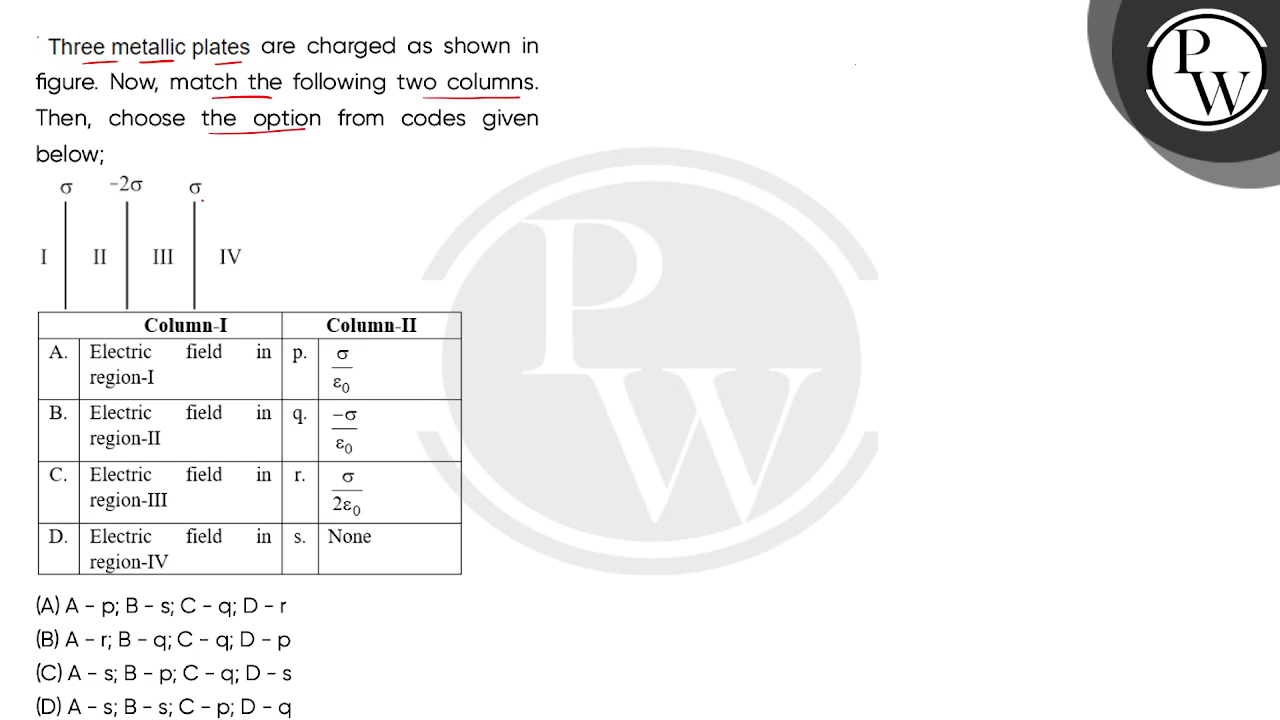 Three metallic plates are charged as shown in
figure. Now, match the following two columns.
Then, choose the option from codes given
below;
σ −2σ σ
I II III IV
Column-I Column-II
A. Electric field in region-I p. σ/ε₀
B. Electric field in region-II q. −σ/ε₀
C. Electric field in region-III r. σ/2ε₀
D. Electric field in region-IV s. None
(A) A – p; B – s; C – q; D – r
(B) A – r; B – q; C – q; D – p
(C) A – s; B – p; C – q; D – s
(D) A – s; B – s; C – p; D – q
PW
PW